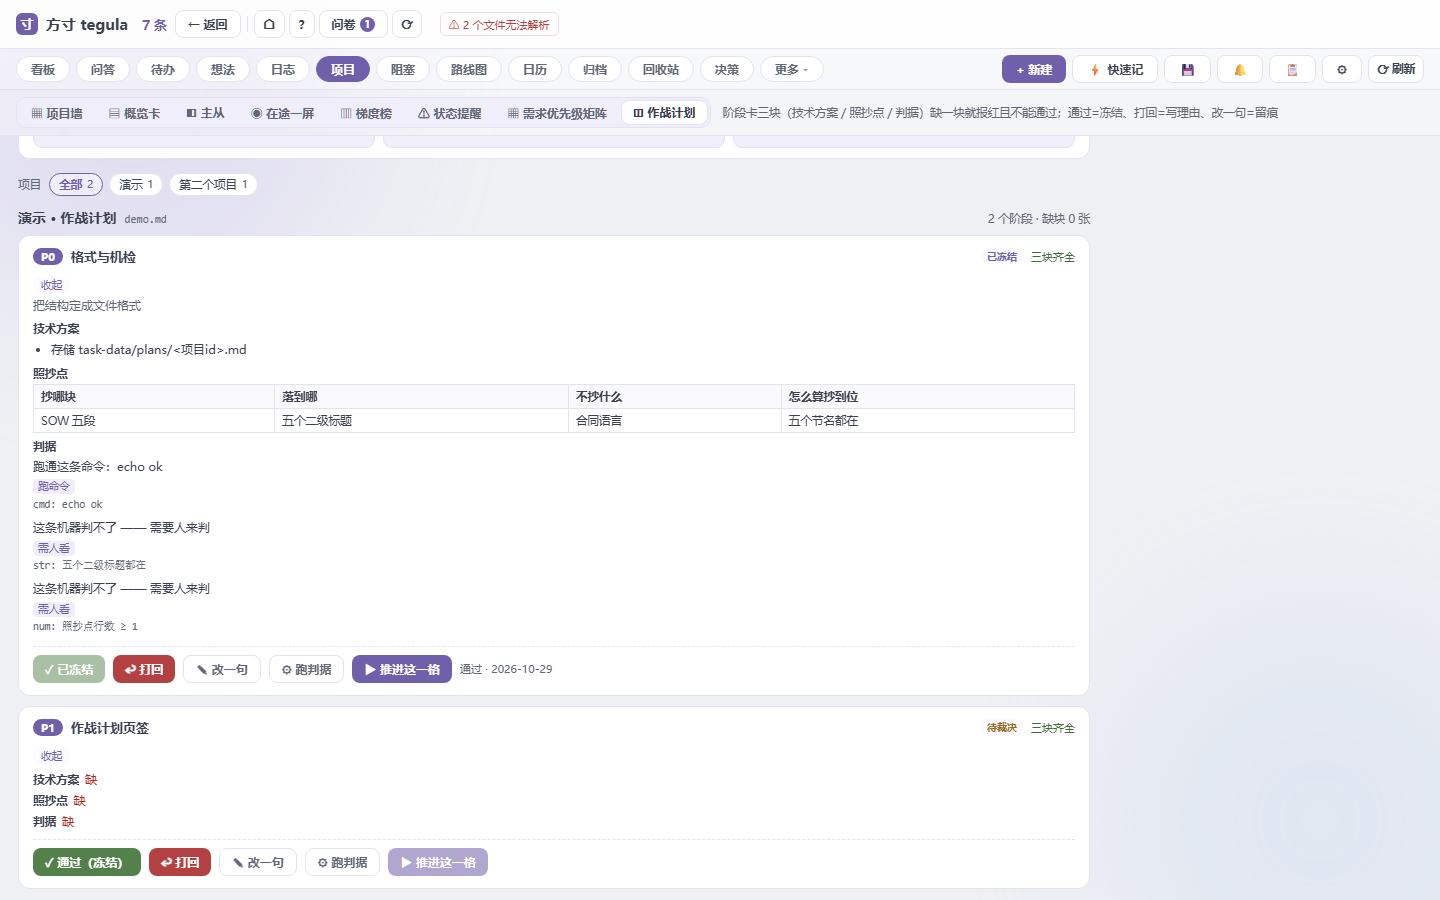 寸 方寸 tegula 7 条 ← 返回 ? 问卷 1 ⚠ 2 个文件无法解析
看板 问答 待办 想法 日志 项目 阻塞 路线图 日历 归档 回收站 决策 更多 + 新建 快速记 刷新
项目墙 概览卡 主从 在途一屏 梯度榜 状态提醒 需求优先级矩阵 作战计划 阶段卡三块（技术方案 / 照抄点 / 判据）缺一块就报红且不能通过；通过=冻结、打回=写理由、改一句=留痕
项目 全部 2 演示 1 第二个项目 1
演示 • 作战计划 demo.md 2 个阶段 · 缺块 0 张
P0 格式与机检 已冻结 三块齐全
收起
把结构定成文件格式
技术方案
• 存储 task-data/plans/<项目id>.md
照抄点
抄哪块 落到哪 不抄什么 怎么算抄到位
SOW 五段 五个二级标题 合同语言 五个节名都在
判据
跑通这条命令：echo ok
跑命令
cmd: echo ok
这条机器判不了 —— 需要人来判
需人看
str: 五个二级标题都在
这条机器判不了 —— 需要人来判
需人看
num: 照抄点行数 ≥ 1
✓ 已冻结 打回 改一句 跑判据 ▶ 推进这一格 通过 · 2026-10-29
P1 作战计划页签 待裁决 三块齐全
收起
技术方案 缺
照抄点 缺
判据 缺
✓ 通过（冻结） 打回 改一句 跑判据 ▶ 推进这一格